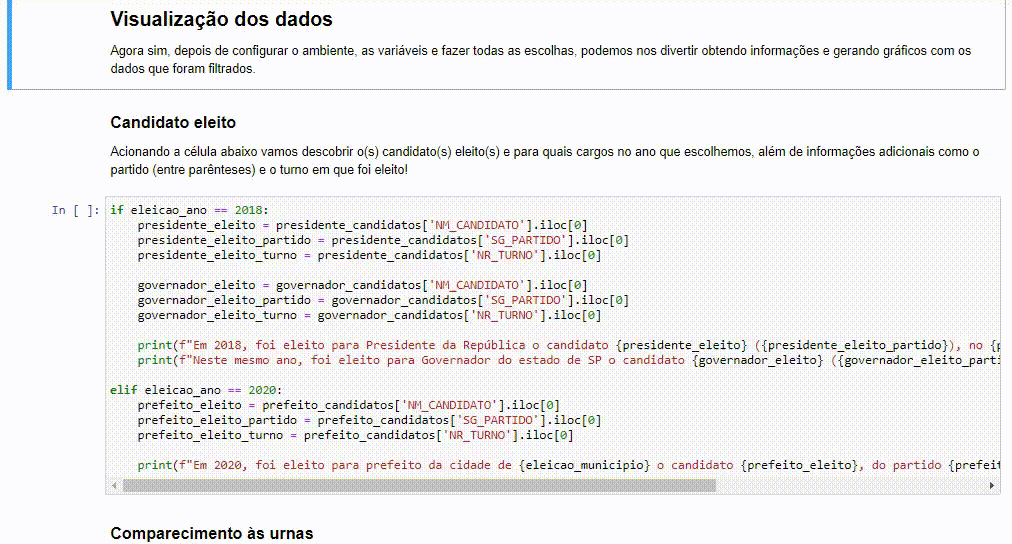 Visualização dos dados
Agora sim, depois de configurar o ambiente, as variáveis e fazer todas as escolhas, podemos nos divertir obtendo informações e gerando gráficos com os
dados que foram filtrados.
Candidato eleito
Acionando a célula abaixo vamos descobrir o(s) candidato(s) eleito(s) e para quais cargos no ano que escolhemos, além de informações adicionais como o
partido (entre parênteses) e o turno em que foi eleito!
In [ ]: if eleicao_ano == 2018:
presidente_eleito = presidente_candidatos['NM_CANDIDATO'].iloc[0]
presidente_eleito_partido = presidente_candidatos['SG_PARTIDO'].iloc[0]
presidente_eleito_turno = presidente_candidatos['NR_TURNO'].iloc[0]
governador_eleito = governador_candidatos['NM_CANDIDATO'].iloc[0]
governador_eleito_partido = governador_candidatos['SG_PARTIDO'].iloc[0]
governador_eleito_turno = governador_candidatos['NR_TURNO'].iloc[0]
print(f"Em 2018, foi eleito para Presidente da República o candidato {presidente_eleito} ({presidente_eleito_partido}), no {p
print(f"Neste mesmo ano, foi eleito para Governador do estado de SP o candidato {governador_eleito} ({governador_eleito_parti
elif eleicao_ano == 2020:
prefeito_eleito = prefeito_candidatos['NM_CANDIDATO'].iloc[0]
prefeito_eleito_partido = prefeito_candidatos['SG_PARTIDO'].iloc[0]
prefeito_eleito_turno = prefeito_candidatos['NR_TURNO'].iloc[0]
print(f"Em 2020, foi eleito para prefeito da cidade de {eleicao_municipio} o candidato {prefeito_eleito}, do partido {prefeit
Comparecimento às urnas